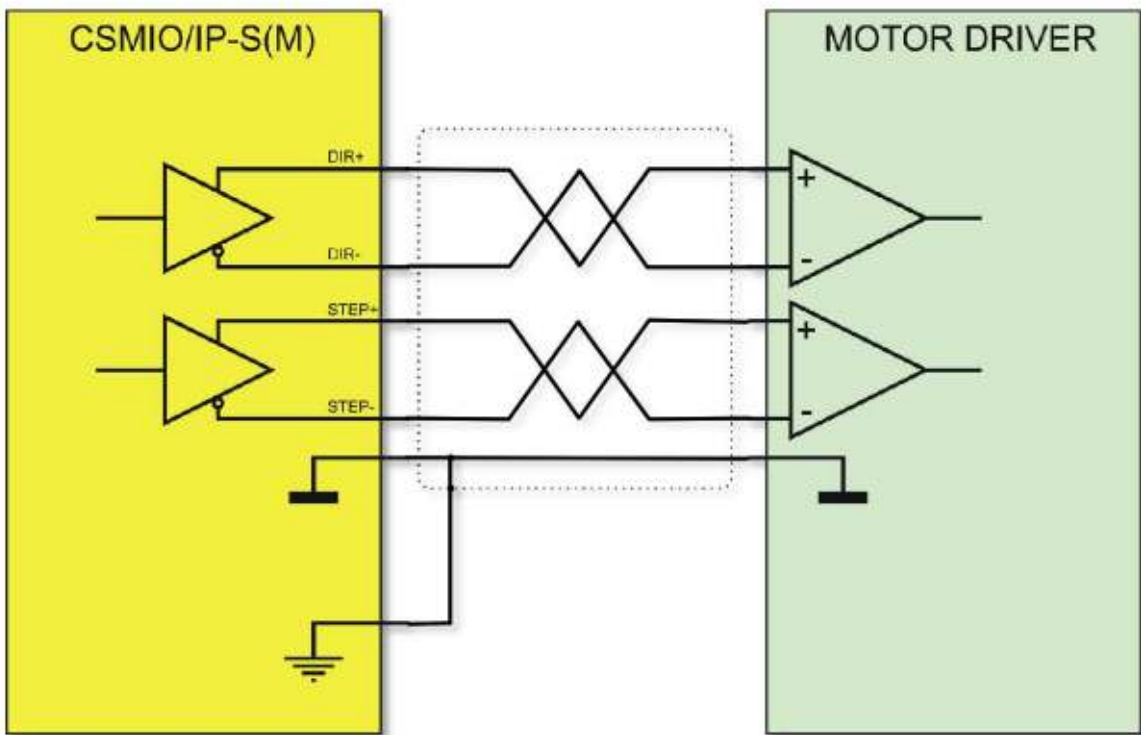 CSMIO/IP-S(M)
MOTOR DRIVER
DIR+
+
DIR-
-
STEP+
+
STEP-
-